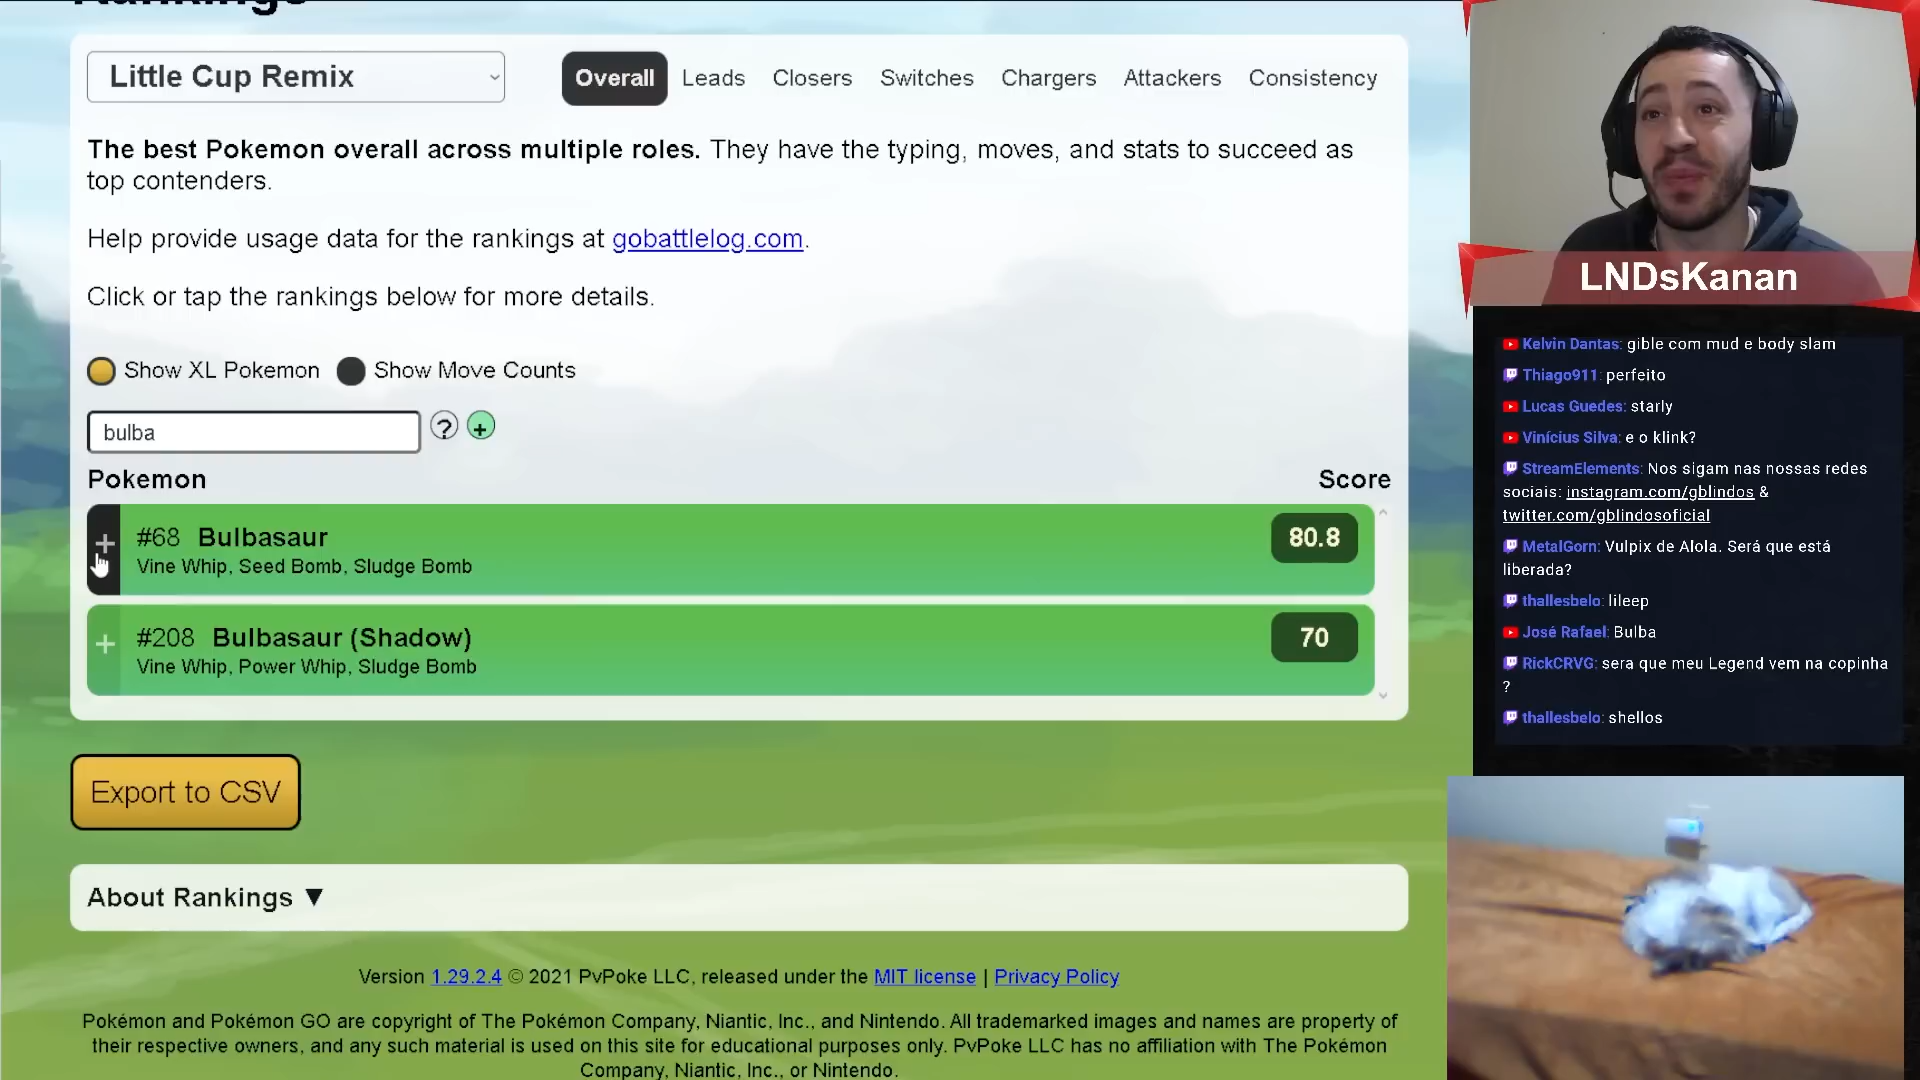 Rankings
Little Cup Remix
Overall Leads Closers Switches Chargers Attackers Consistency
The best Pokemon overall across multiple roles. They have the typing, moves, and stats to succeed as
top contenders.
Help provide usage data for the rankings at gobattlelog.com.
Click or tap the rankings below for more details.
Show XL Pokemon Show Move Counts
bulba ? +
Pokemon Score
+ #68 Bulbasaur 80.8
Vine Whip, Seed Bomb, Sludge Bomb
+ #208 Bulbasaur (Shadow) 70
Vine Whip, Power Whip, Sludge Bomb
Export to CSV
About Rankings ▼
Version 1.29.2.4 © 2021 PvPoke LLC, released under the MIT license | Privacy Policy
Pokémon and Pokémon GO are copyright of The Pokémon Company, Niantic, Inc., and Nintendo. All trademarked images and names are property of
their respective owners, and any such material is used on this site for educational purposes only. PvPoke LLC has no affiliation with The Pokémon
Company, Niantic, Inc., or Nintendo.
LNDsKanan
Kelvin Dantas: gible com mud e body slam
Thiago911: perfeito
Lucas Guedes: starly
Vinícius Silva: e o klink?
StreamElements: Nos sigam nas nossas redes
sociais: instagram.com/gblindos &
twitter.com/gblindosoficial
MetalGorn: Vulpix de Alola. Será que está
liberada?
thallesbelo: lileep
José Rafael: Bulba
RickCRVG: sera que meu Legend vem na copinha
?
thallesbelo: shellos